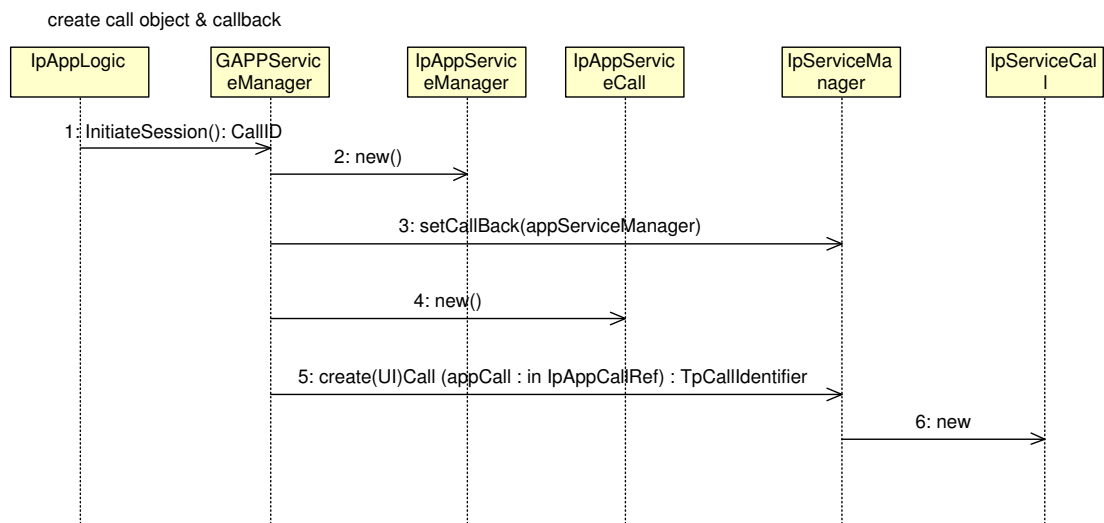 create call object & callback
IpAppLogic
GAPPServic
eManager
IpAppServic
eManager
IpAppServic
eCall
IpServiceMa
nager
IpServiceCal
l
1: InitiateSession(): CallID
2: new()
3: setCallBack(appServiceManager)
4: new()
5: create(UI)Call (appCall : in IpAppCallRef) : TpCallIdentifier
6: new